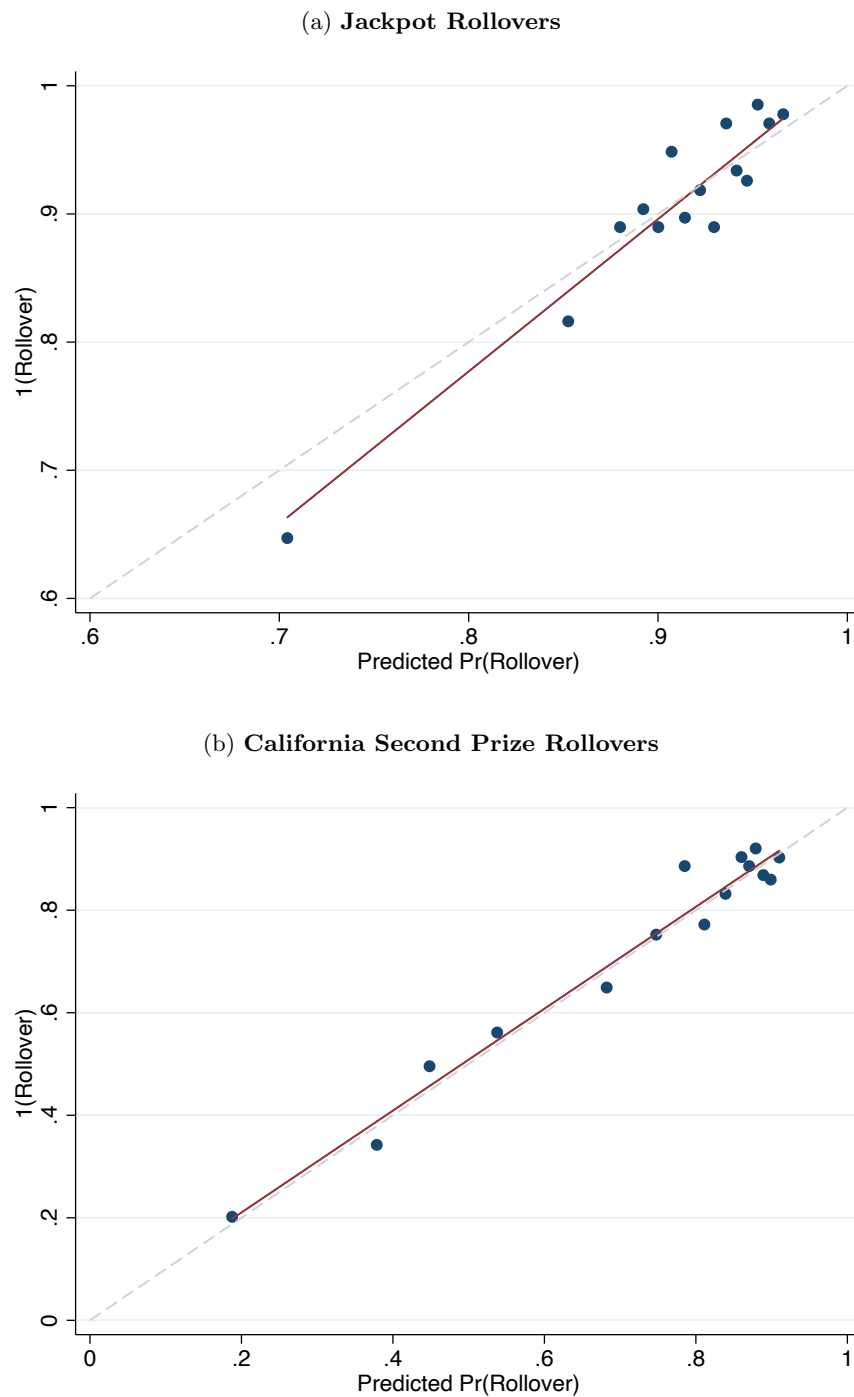 (a) Jackpot Rollovers
1
.9
.8
.7
.6
1(Rollover)
.6 .7 .8 .9 1
Predicted Pr(Rollover)
(b) California Second Prize Rollovers
1
.8
.6
.4
.2
0
1(Rollover)
0 .2 .4 .6 .8 1
Predicted Pr(Rollover)